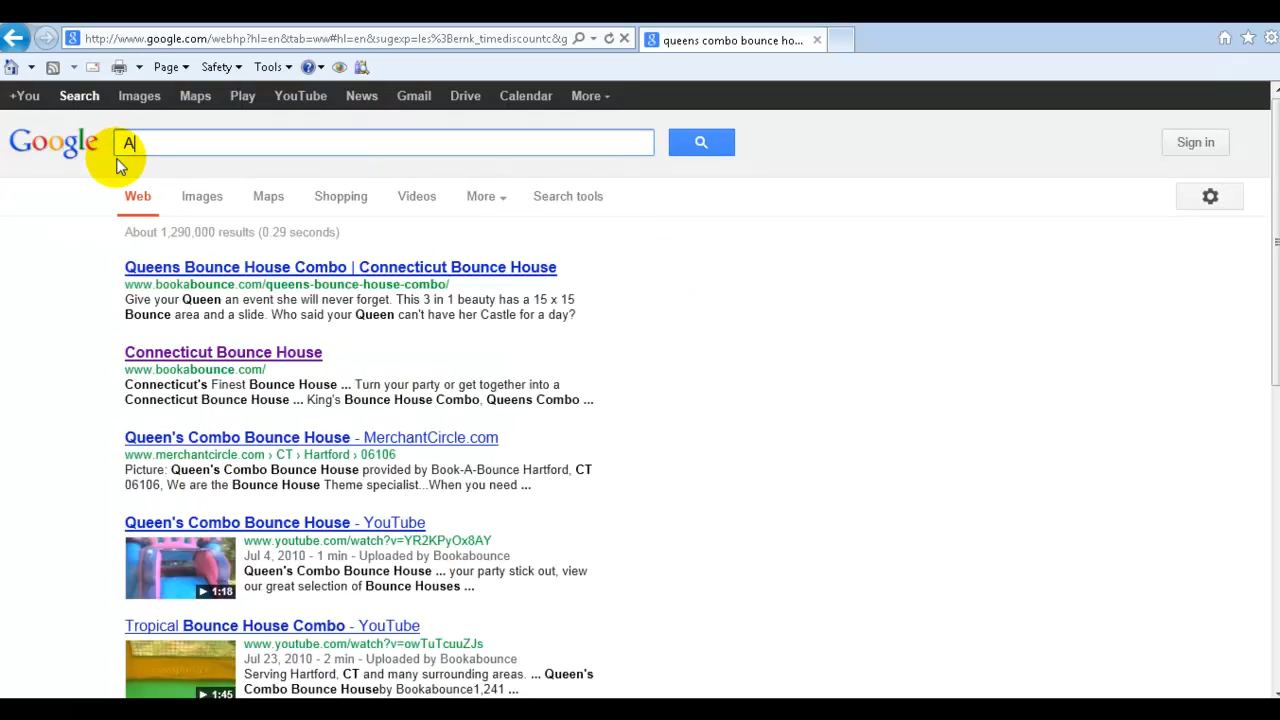 http://www.google.com/webhp?hl=en&tab=ww#hl=en&sugexp=les%3Bernk_timediscountc&g
queens combo bounce ho...
Page Safety Tools
+You Search Images Maps Play YouTube News Gmail Drive Calendar More
Google A Sign in
Web Images Maps Shopping Videos More Search tools
About 1,290,000 results (0.29 seconds)
Queens Bounce House Combo | Connecticut Bounce House
www.bookabounce.com/queens-bounce-house-combo/
Give your Queen an event she will never forget. This 3 in 1 beauty has a 15 x 15
Bounce area and a slide. Who said your Queen can't have her Castle for a day?
Connecticut Bounce House
www.bookabounce.com/
Connecticut's Finest Bounce House ... Turn your party or get together into a
Connecticut Bounce House ... King's Bounce House Combo, Queens Combo ...
Queen's Combo Bounce House - MerchantCircle.com
www.merchantcircle.com › CT › Hartford › 06106
Picture: Queen's Combo Bounce House provided by Book-A-Bounce Hartford, CT
06106, We are the Bounce House Theme specialist...When you need ...
Queen's Combo Bounce House - YouTube
www.youtube.com/watch?v=YR2KPyOx8AY
Jul 4, 2010 - 1 min - Uploaded by Bookabounce
Queen's Combo Bounce House ... your party stick out, view
our great selection of Bounce Houses ...
1:18
Tropical Bounce House Combo - YouTube
www.youtube.com/watch?v=owTuTcuuZJs
Jul 23, 2010 - 2 min - Uploaded by Bookabounce
Serving Hartford, CT and many surrounding areas. ... Queen's
Combo Bounce Houseby Bookabounce1,241 ...
1:45